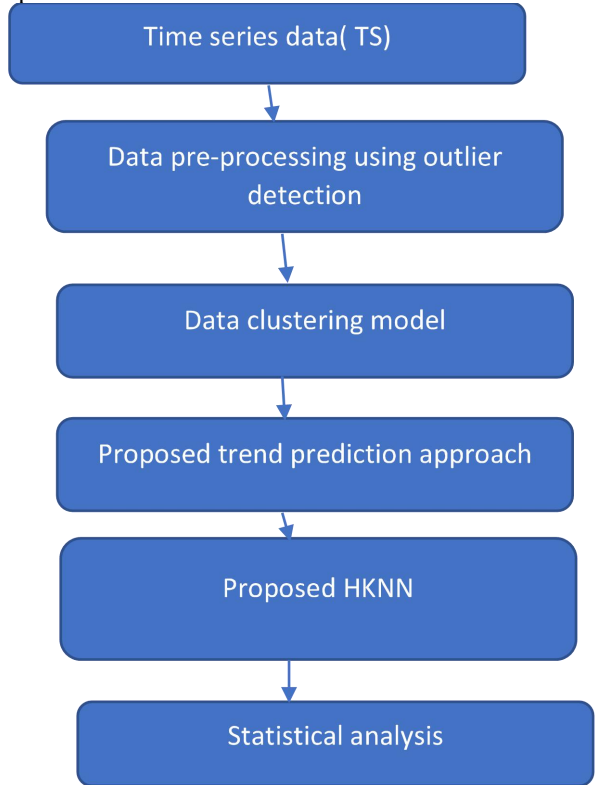 Time series data( TS)
Data pre-processing using outlier
detection
Data clustering model
Proposed trend prediction approach
Proposed HKNN
Statistical analysis